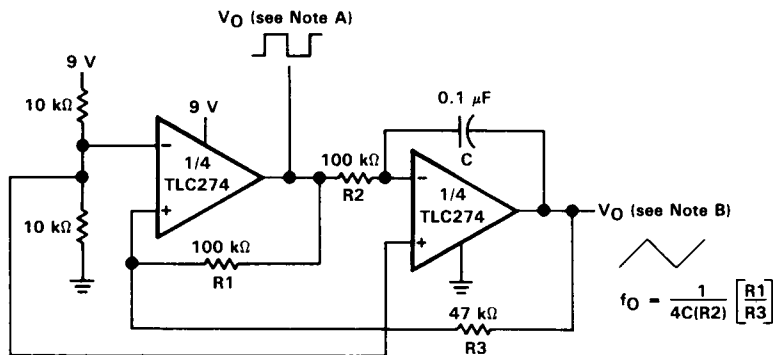 VO (see Note A)
9 V
10 kΩ
9 V
−
1/4
TLC274
+
10 kΩ
100 kΩ
R1
100 kΩ
R2
0.1 μF
C
−
1/4
TLC274
+
47 kΩ
R3
VO (see Note B)
fO = 1 / 4C(R2) [R1 / R3]